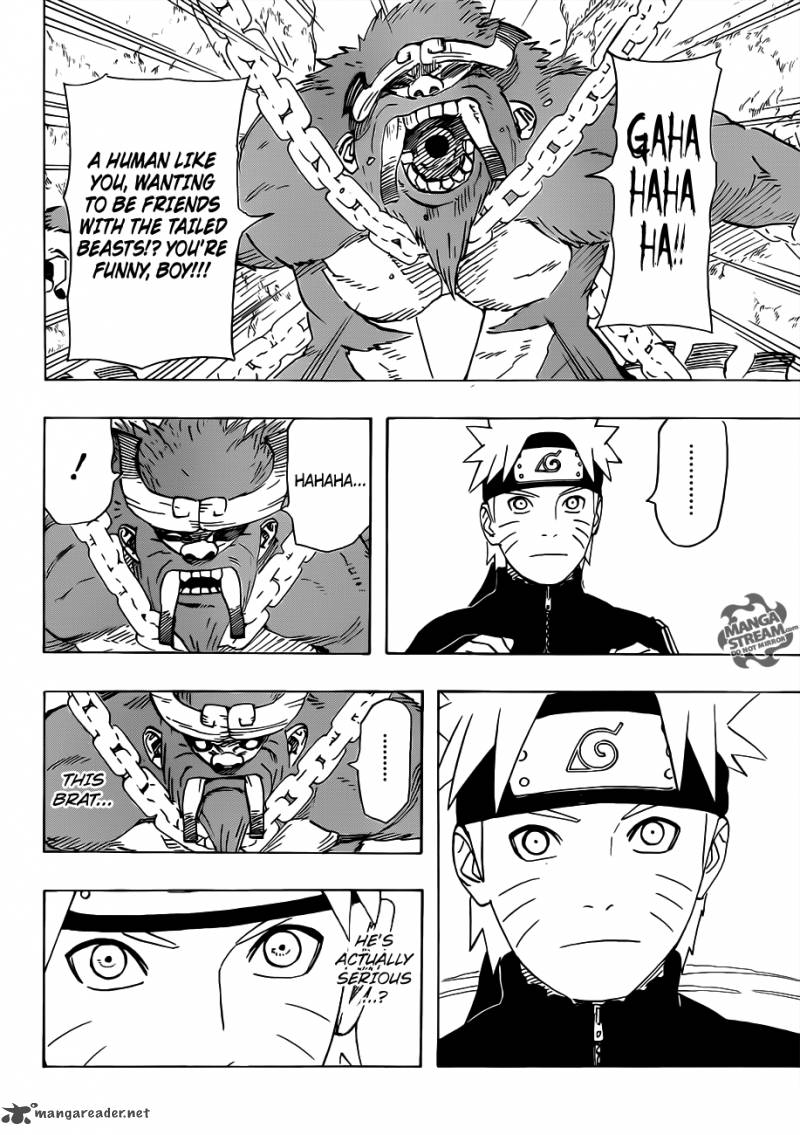 GAHA
HAHA
HA!!
A HUMAN LIKE
YOU, WANTING
TO BE FRIENDS
WITH THE TAILED
BEASTS!? YOU'RE
FUNNY, BOY!!!
.........
HAHAHA...
!
MANGA
STREAM.com
DO NOT MIRROR
.........
THIS
BRAT...
HE'S
ACTUALLY
SERIOUS
...?
mangareader.net